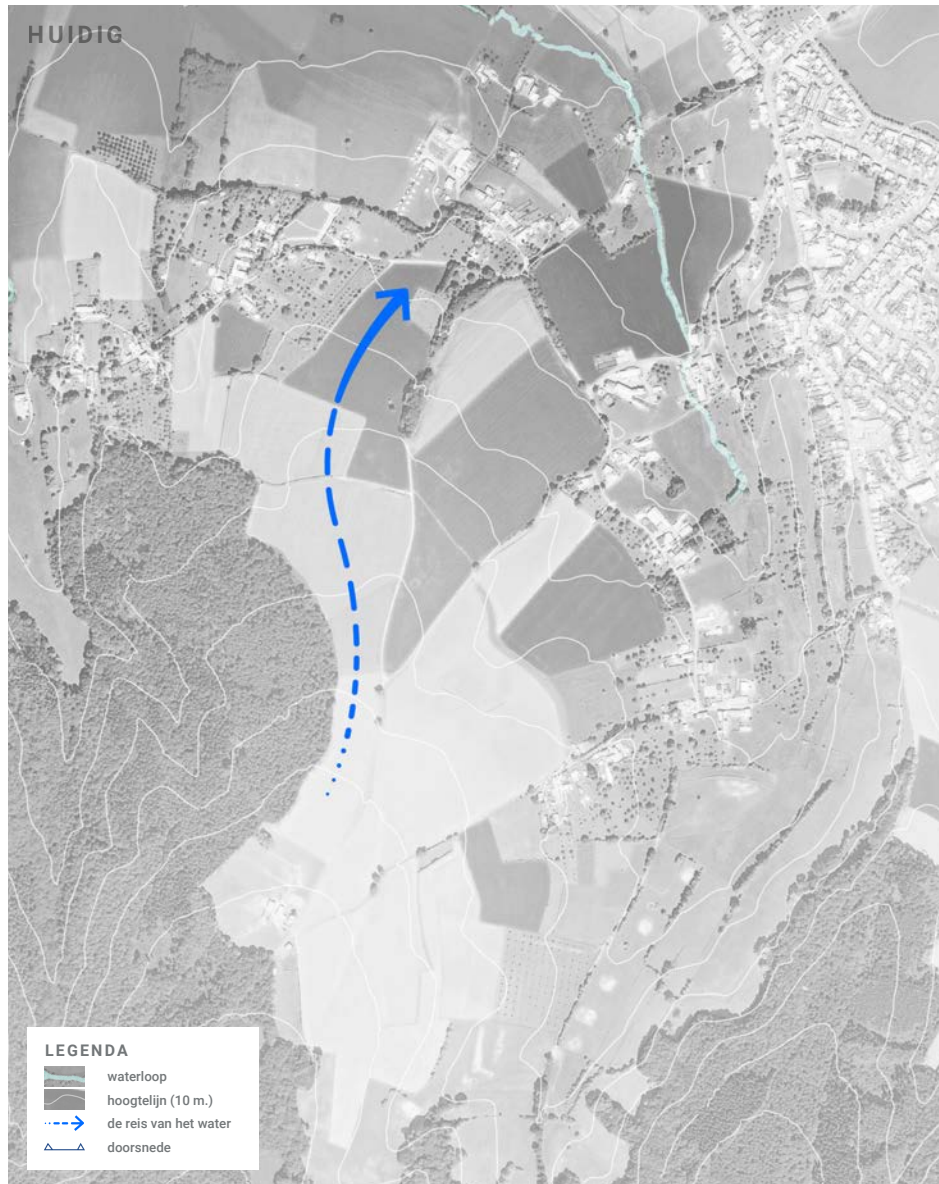 HUIDIG
LEGENDA
waterloop
hoogtelijn (10 m.)
de reis van het water
doorsnede